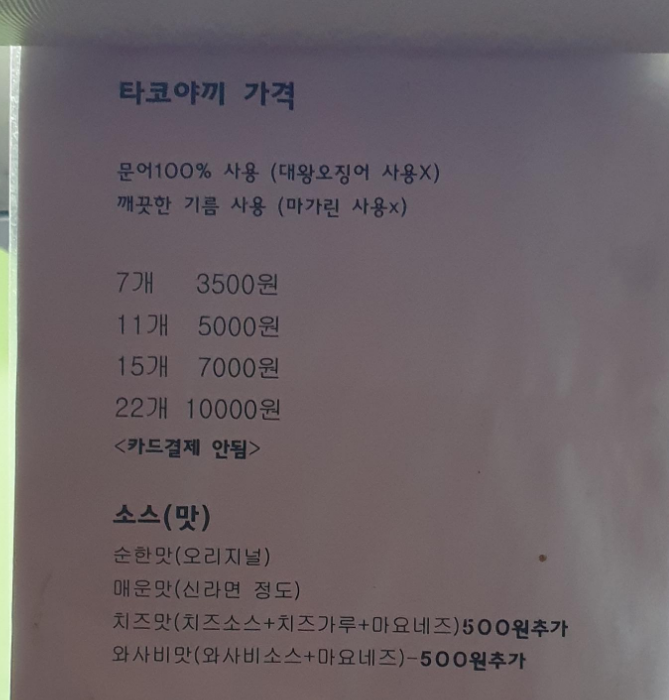 타코야끼 가격
문어100% 사용 (대왕오징어 사용X)
깨끗한 기름 사용 (마가린 사용x)
7개 3500원
11개 5000원
15개 7000원
22개 10000원
<카드결제 안됨>
소스(맛)
순한맛(오리지널)
매운맛(신라면 정도)
치즈맛(치즈소스+치즈가루+마요네즈)500원추가
와사비맛(와사비소스+마요네즈)-500원추가